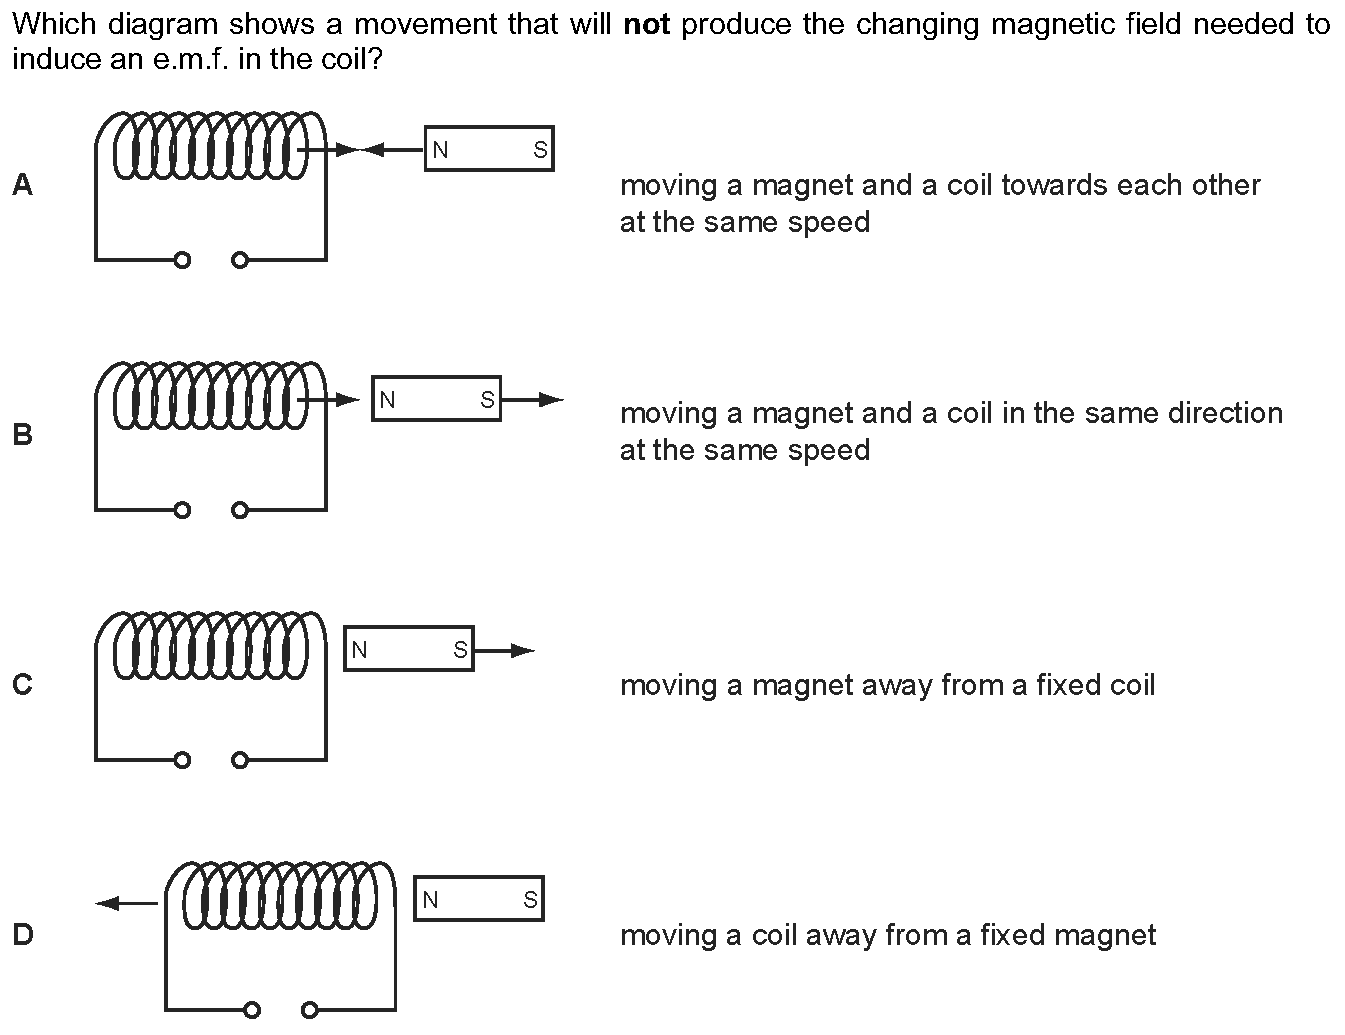 Which diagram shows a movement that will not produce the changing magnetic field needed to
induce an e.m.f. in the coil?
A
N S
moving a magnet and a coil towards each other
at the same speed
B
N S
moving a magnet and a coil in the same direction
at the same speed
C
N S
moving a magnet away from a fixed coil
D
N S
moving a coil away from a fixed magnet